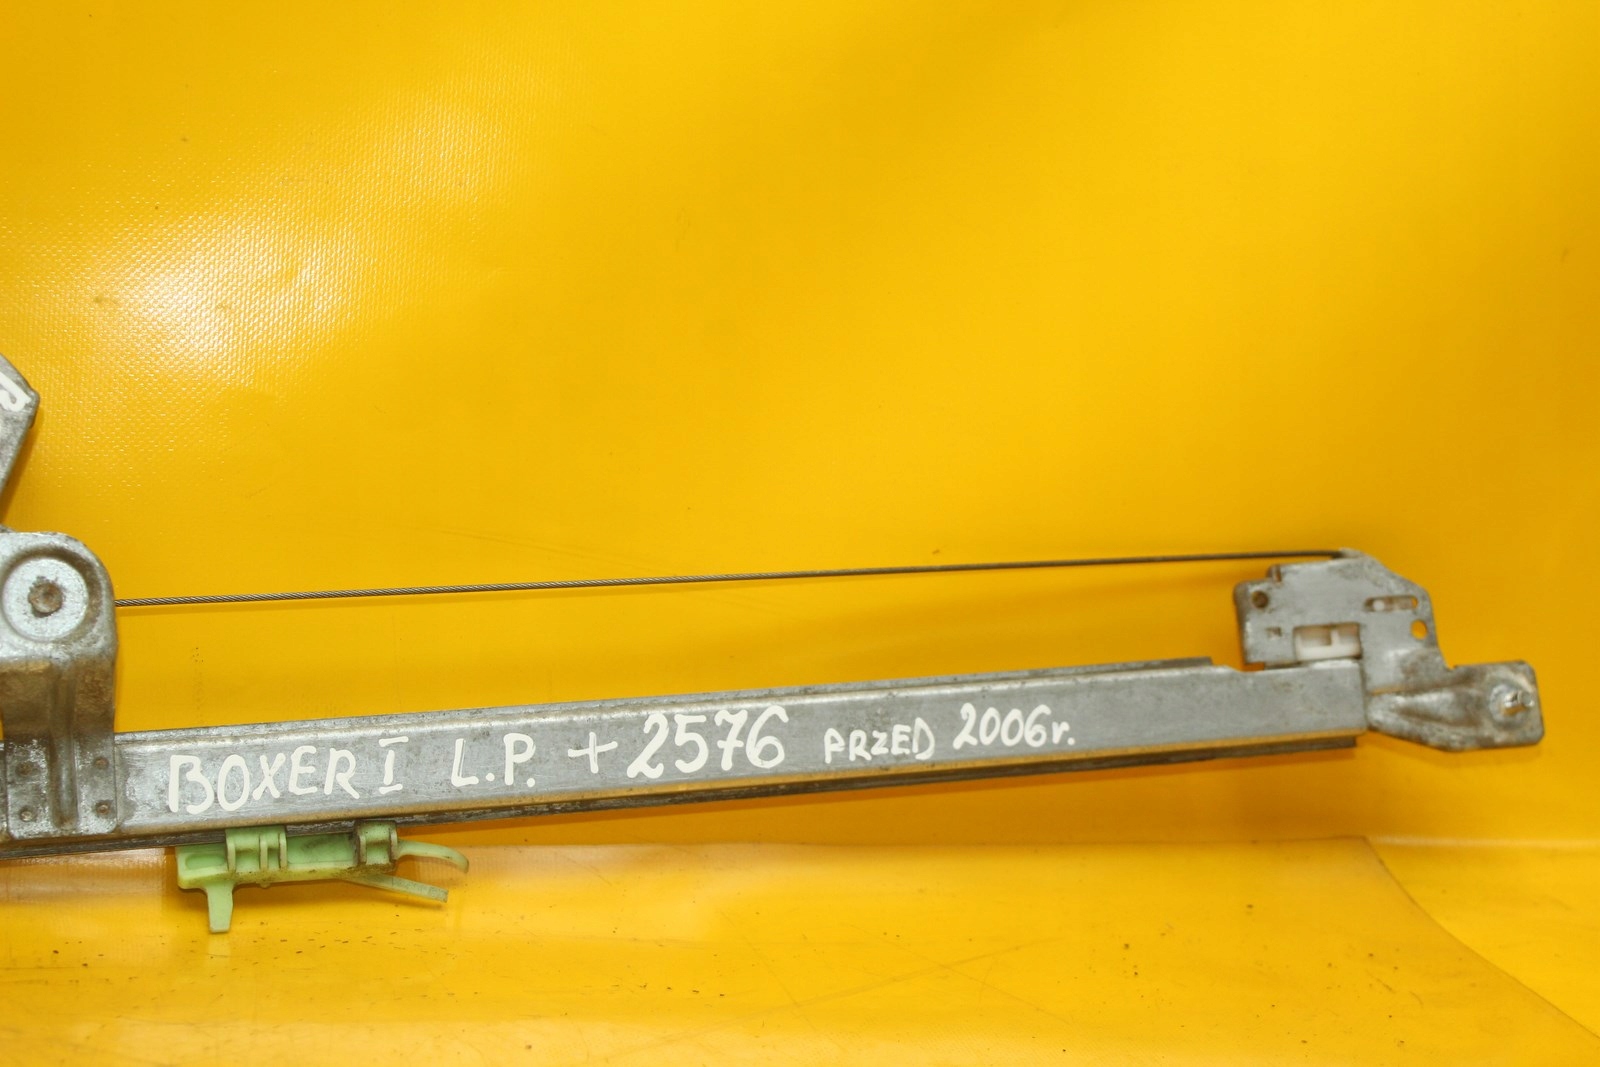 BOXER I L.P. + 2576 PRZED 2006r.